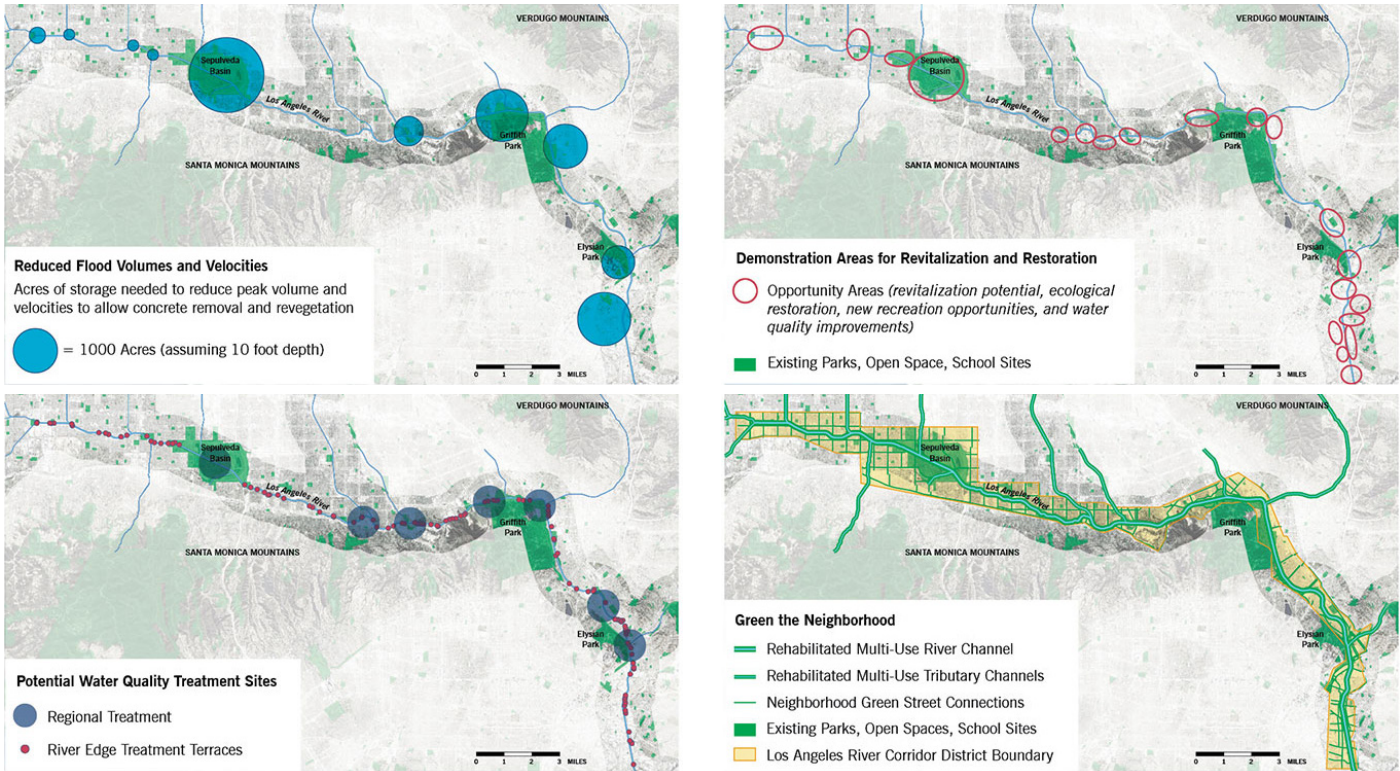 VERDUGO MOUNTAINS
Sepulveda
Basin
Los Angeles River
Griffith
Park
SANTA MONICA MOUNTAINS
Elysian
Park
Reduced Flood Volumes and Velocities
Acres of storage needed to reduce peak volume and
velocities to allow concrete removal and revegetation
= 1000 Acres (assuming 10 foot depth)
0 1 2 3 MILES
VERDUGO MOUNTAINS
Sepulveda
Basin
Los Angeles River
Griffith
Park
SANTA MONICA MOUNTAINS
Elysian
Park
Demonstration Areas for Revitalization and Restoration
Opportunity Areas (revitalization potential, ecological
restoration, new recreation opportunities, and water
quality improvements)
Existing Parks, Open Space, School Sites
0 1 2 3 MILES
VERDUGO MOUNTAINS
Sepulveda
Basin
Los Angeles River
Griffith
Park
SANTA MONICA MOUNTAINS
Elysian
Park
Potential Water Quality Treatment Sites
Regional Treatment
River Edge Treatment Terraces
0 1 2 3 MILES
VERDUGO MOUNTAINS
Sepulveda
Basin
Los Angeles River
Griffith
Park
SANTA MONICA MOUNTAINS
Elysian
Park
Green the Neighborhood
Rehabilitated Multi-Use River Channel
Rehabilitated Multi-Use Tributary Channels
Neighborhood Green Street Connections
Existing Parks, Open Spaces, School Sites
Los Angeles River Corridor District Boundary
0 1 2 3 MILES